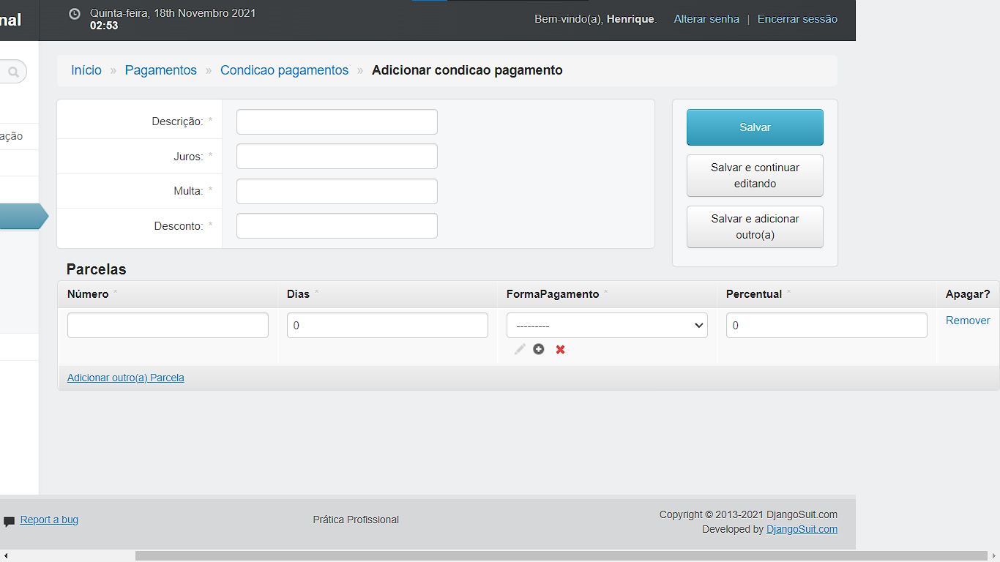 nal
Quinta-feira, 18th Novembro 2021
02:53
Bem-vindo(a), Henrique. Alterar senha | Encerrar sessão
Início » Pagamentos » Condicao pagamentos » Adicionar condicao pagamento
ação
Descrição: *
Juros: *
Multa: *
Desconto: *
Salvar
Salvar e continuar
editando
Salvar e adicionar
outro(a)
Parcelas
Número * Dias * FormaPagamento * Percentual * Apagar?
0 --------- 0 Remover
Adicionar outro(a) Parcela
Report a bug
Prática Profissional
Copyright © 2013-2021 DjangoSuit.com
Developed by DjangoSuit.com